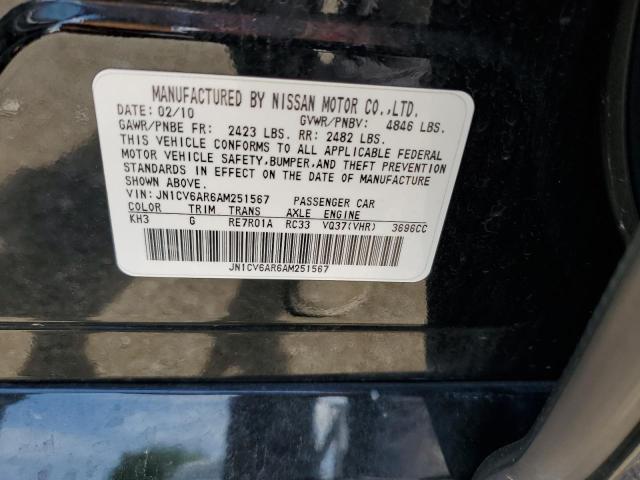 MANUFACTURED BY NISSAN MOTOR CO.,LTD.
DATE: 02/10 GVWR/PNBV: 4846 LBS.
GAWR/PNBE FR: 2423 LBS. RR: 2482 LBS.
THIS VEHICLE CONFORMS TO ALL APPLICABLE FEDERAL
MOTOR VEHICLE SAFETY, BUMPER, AND THEFT PREVENTION
STANDARDS IN EFFECT ON THE DATE OF MANUFACTURE
SHOWN ABOVE.
VIN: JN1CV6AR6AM251567 PASSENGER CAR
COLOR TRIM TRANS AXLE ENGINE
KH3 G RE7R01A RC33 VQ37(VHR) 3696CC
JN1CV6AR6AM251567